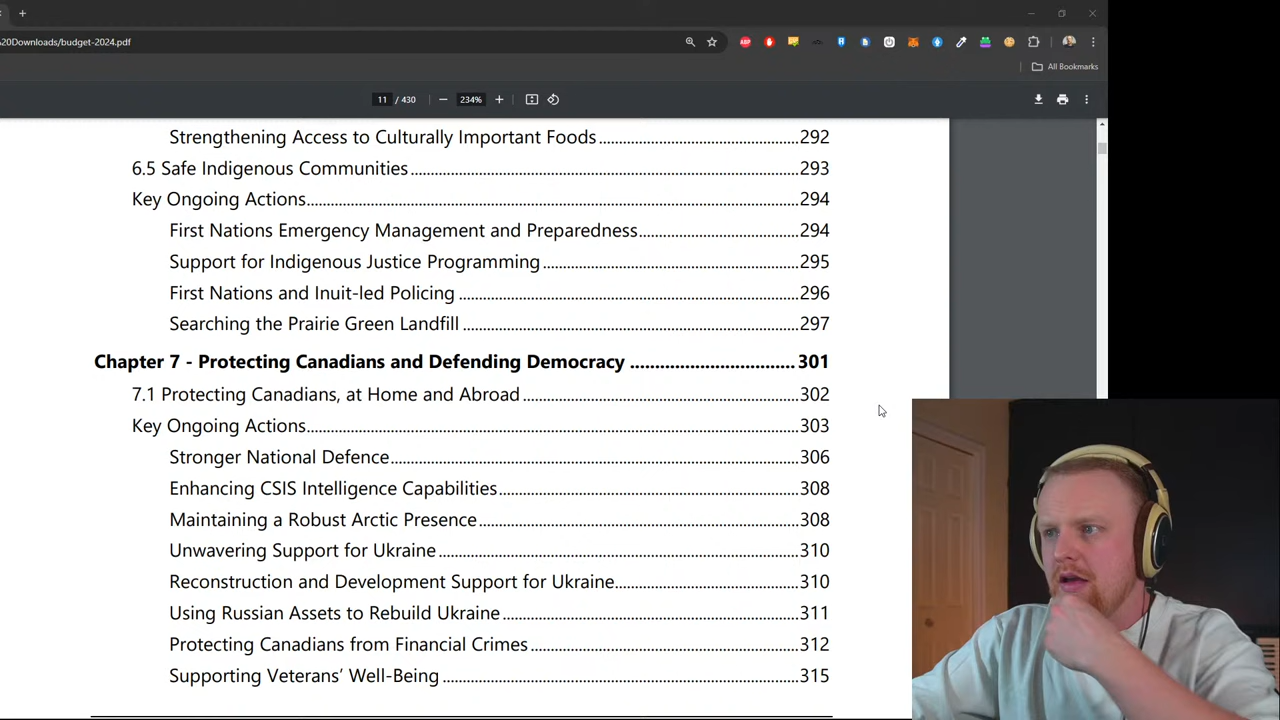 20Downloads/budget-2024.pdf
All Bookmarks
11 / 430
234%
Strengthening Access to Culturally Important Foods 292
6.5 Safe Indigenous Communities 293
Key Ongoing Actions 294
First Nations Emergency Management and Preparedness 294
Support for Indigenous Justice Programming 295
First Nations and Inuit-led Policing 296
Searching the Prairie Green Landfill 297
Chapter 7 - Protecting Canadians and Defending Democracy 301
7.1 Protecting Canadians, at Home and Abroad 302
Key Ongoing Actions 303
Stronger National Defence 306
Enhancing CSIS Intelligence Capabilities 308
Maintaining a Robust Arctic Presence 308
Unwavering Support for Ukraine 310
Reconstruction and Development Support for Ukraine 310
Using Russian Assets to Rebuild Ukraine 311
Protecting Canadians from Financial Crimes 312
Supporting Veterans' Well-Being 315